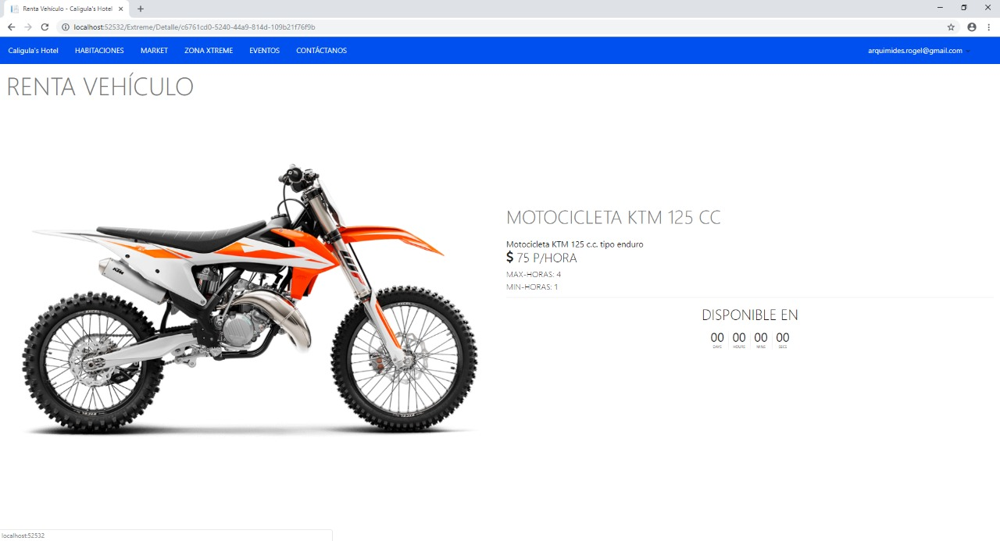 Renta Vehículo - Caligula's Hotel
localhost:52532/Extreme/Detalle/c6761cd0-5240-44a9-814d-109b21f76f9b
Caligula's Hotel HABITACIONES MARKET ZONA XTREME EVENTOS CONTÁCTANOS arquimides.rogel@gmail.com
RENTA VEHÍCULO
KTM
EXCEL
EXCEL
MOTOCICLETA KTM 125 CC
Motocicleta KTM 125 c.c. tipo enduro
$ 75 P/HORA
MAX-HORAS: 4
MIN-HORAS: 1
DISPONIBLE EN
00 00 00 00
DAYS HOURS MINS SECS
localhost:52532